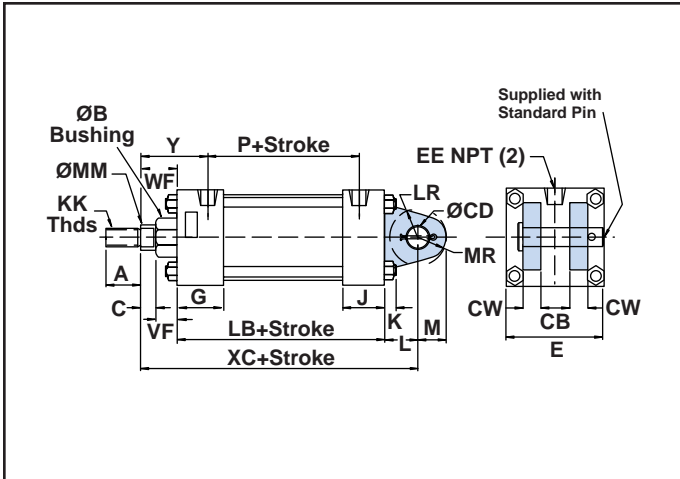 ØB
Bushing
Y
P+Stroke
Supplied with
Standard Pin
EE NPT (2)
ØMM
WF
LR
ØCD
KK
Thds
MR
A
C
G
J
K
M
VF
LB+Stroke
L
XC+Stroke
CW
CB
CW
E